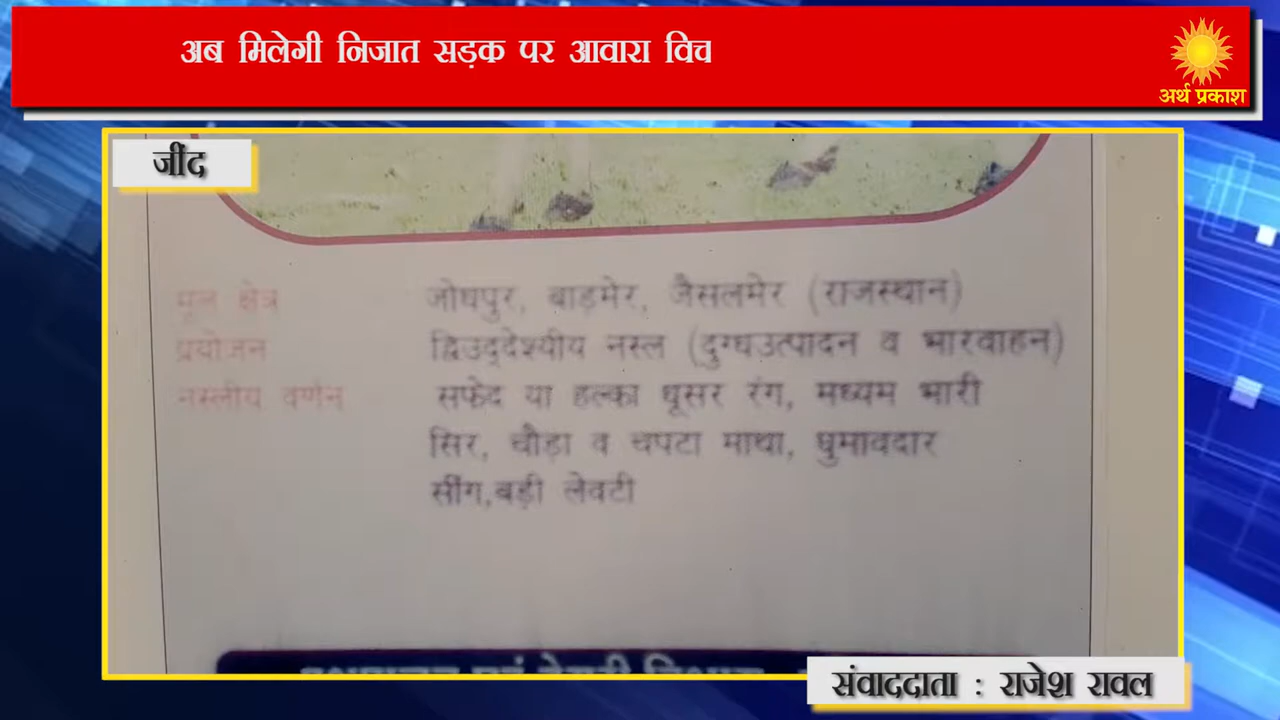 अब मिलेगी निजात सड़क पर आवारा विच
अर्थ प्रकाश
जींद
मूल क्षेत्र जोधपुर, बाड़मेर, जैसलमेर (राजस्थान)
प्रयोजन द्विउद्देश्यीय नस्ल (दुग्धउत्पादन व भारवाहन)
नस्लीय वर्णन सफेद या हल्का धूसर रंग, मध्यम भारी
सिर, चौड़ा व चपटा माथा, घुमावदार
सींग,बड़ी लेवटी
संवाददाता : राजेश रावल